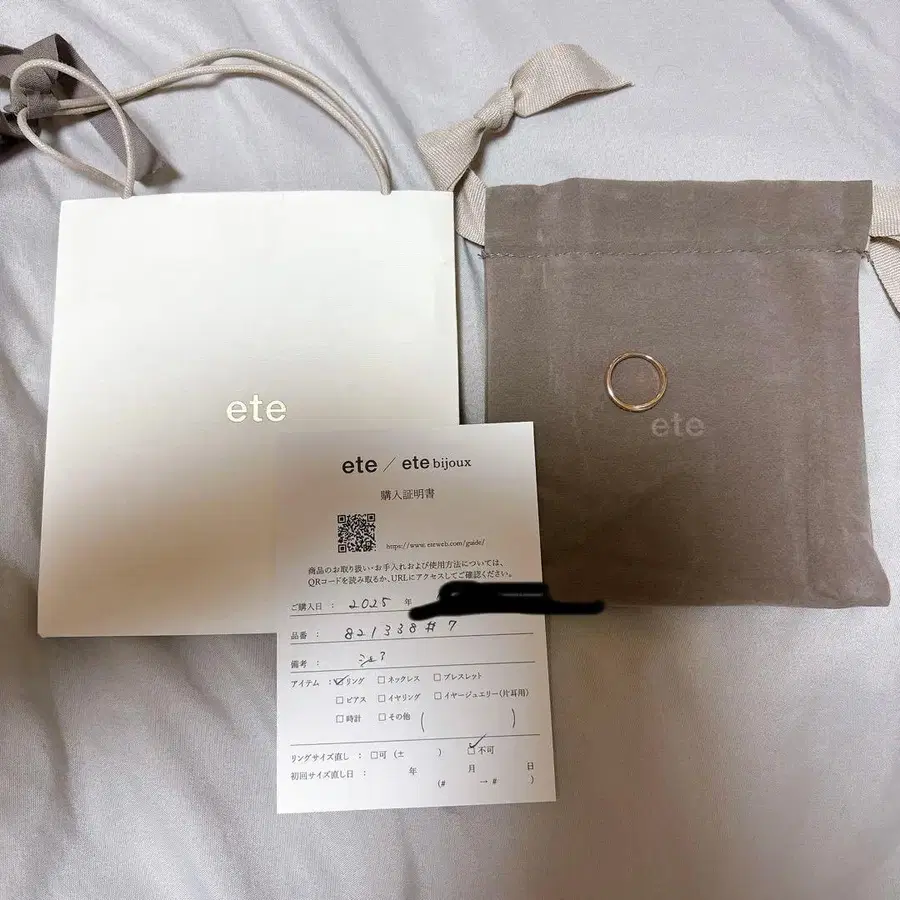 ete
ete
ete / ete bijoux
購入証明書
https://www.eteweb.com/guide/
商品のお取り扱い・お手入れおよび使用方法については、
QRコードを読み取るか、URLにアクセスしてご確認ください。
ご購入日 : 2025 年
品番 : 821338#7
備考 :
アイテム : ☑リング □ネックレス □ブレスレット
□ピアス □イヤリング □イヤージュエリー(片耳用)
□時計 □その他 ( )
リングサイズ直し : □可 (± ) ☑不可
初回サイズ直し日 : 年 月 日
(# → # )